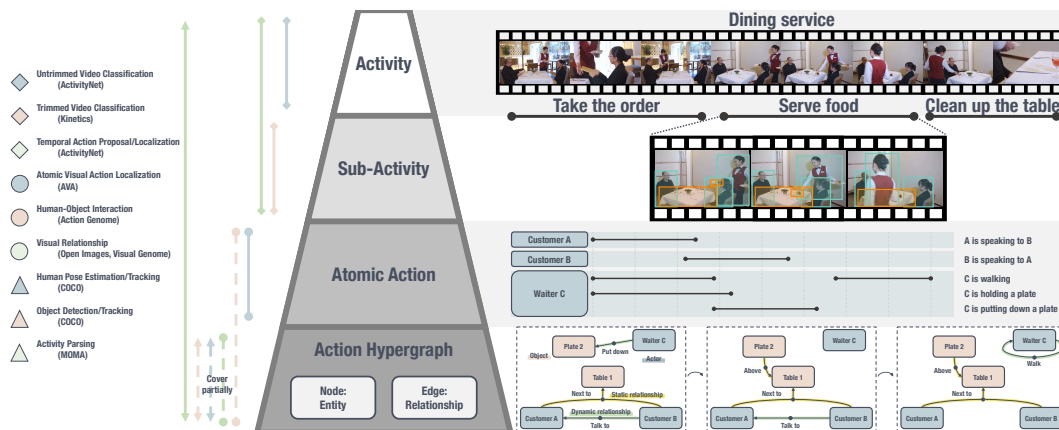 Untrimmed Video Classification
(ActivityNet)
Trimmed Video Classification
(Kinetics)
Temporal Action Proposal/Localization
(ActivityNet)
Atomic Visual Action Localization
(AVA)
Human-Object Interaction
(Action Genome)
Visual Relationship
(Open Images, Visual Genome)
Human Pose Estimation/Tracking
(COCO)
Object Detection/Tracking
(COCO)
Activity Parsing
(MOMA)
Cover
partially
Activity
Sub-Activity
Atomic Action
Action Hypergraph
Node:
Entity
Edge:
Relationship
Dining service
Take the order
Serve food
Clean up the table
Customer A
A is speaking to B
Customer B
B is speaking to A
Waiter C
C is walking
C is holding a plate
C is putting down a plate
Plate 2
Waiter C
Object
Put down
Actor
Table 1
Next to
Static relationship
Dynamic relationship
Customer A
Customer B
Talk to
Plate 2
Waiter C
Above
Table 1
Next to
Customer A
Customer B
Talk to
Plate 2
Waiter C
Above
Walk
Table 1
Next to
Customer A
Customer B